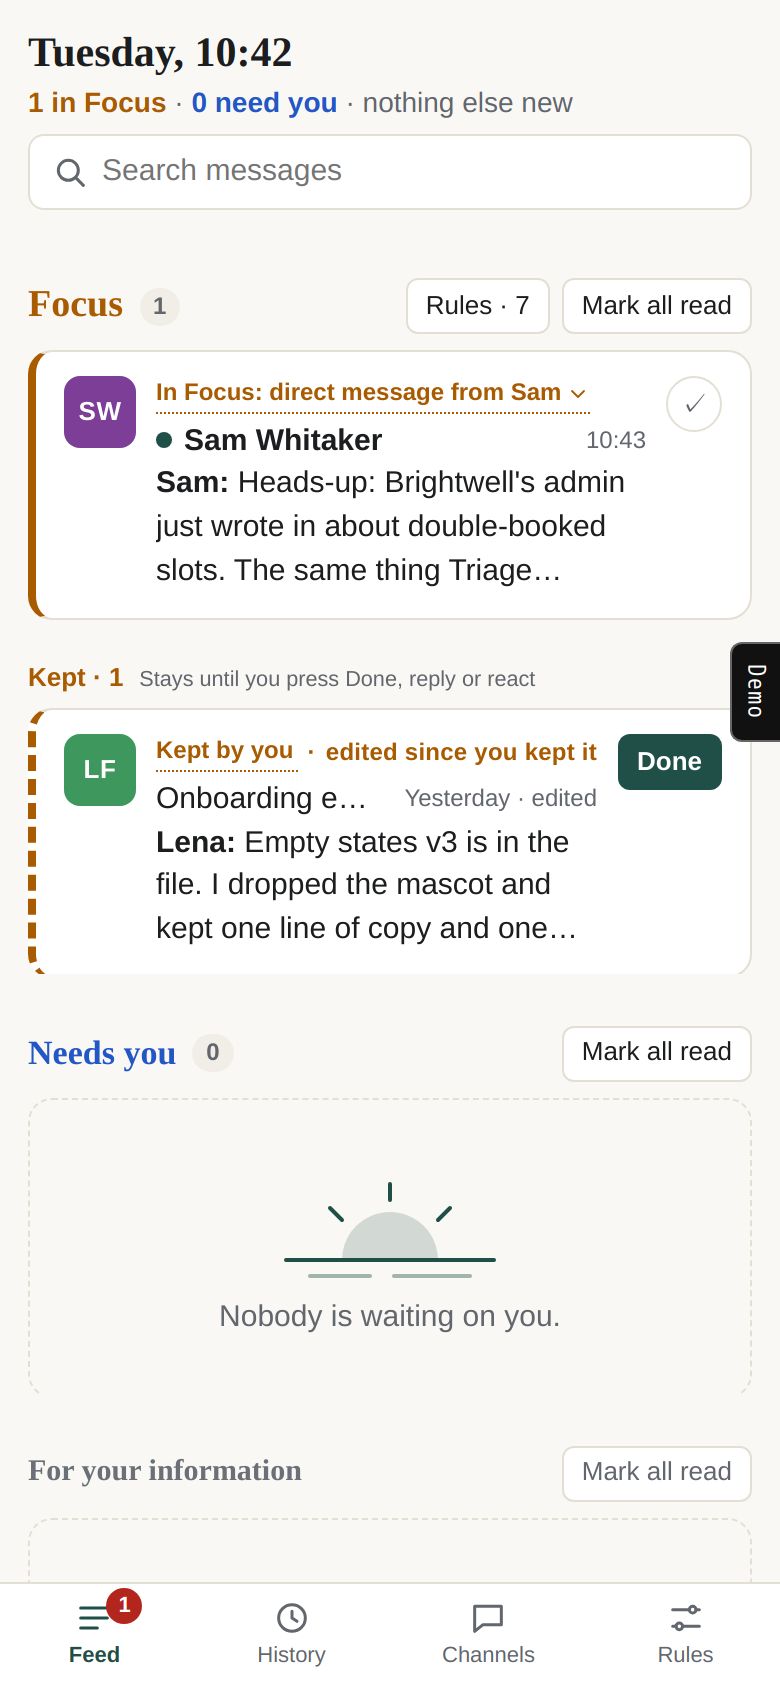 Tuesday, 10:42
1 in Focus · 0 need you · nothing else new
Search messages
Focus 1
Rules · 7
Mark all read
SW
In Focus: direct message from Sam
Sam Whitaker 10:43
Sam: Heads-up: Brightwell's admin
just wrote in about double-booked
slots. The same thing Triage…
Demo
Kept · 1 Stays until you press Done, reply or react
LF
Kept by you · edited since you kept it
Done
Onboarding e… Yesterday · edited
Lena: Empty states v3 is in the
file. I dropped the mascot and
kept one line of copy and one…
Needs you 0
Mark all read
Nobody is waiting on you.
For your information
Mark all read
1
Feed
History
Channels
Rules